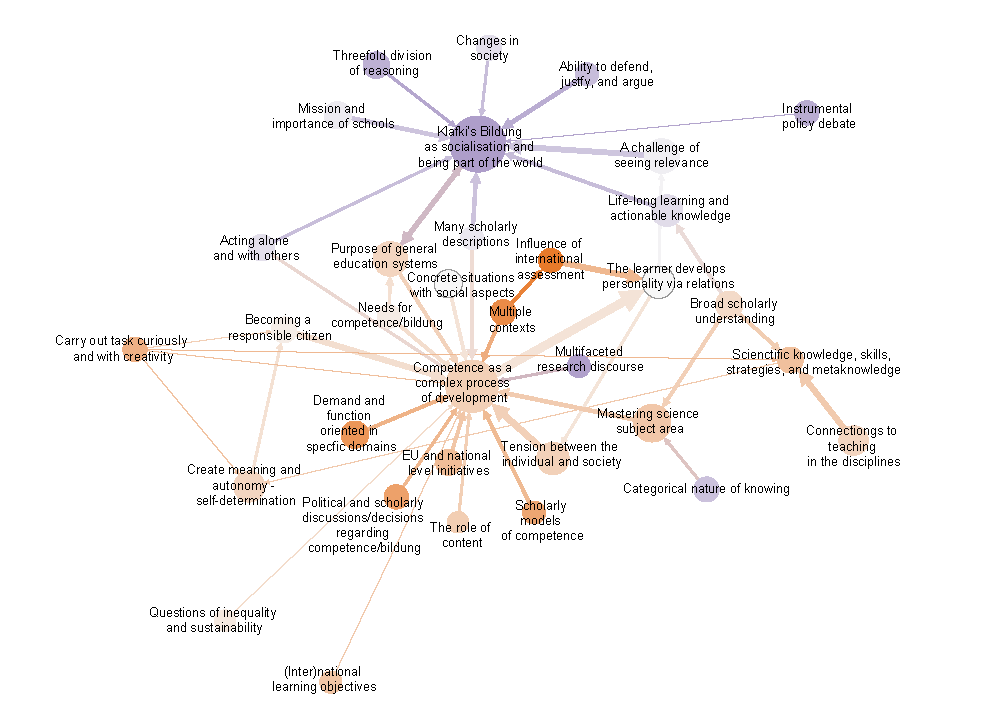 Changes in
society
Threefold division
of reasoning
Ability to defend,
justfy, and argue
Mission and
importance of schools
Instrumental
policy debate
Klafki's Bildung
as socialisation and
being part of the world
A challenge of
seeing relevance
Life-long learning and
actionable knowledge
Many scholarly
descriptions
Acting alone
and with others
Purpose of general
education systems
Influence of
international
assessment
Concrete situations
with social aspects
The learner develops
personality via relations
Broad scholarly
understanding
Needs for
competence/bildung
Multiple
contexts
Becoming a
responsible citizen
Carry out task curiously
and with creativity
Multifaceted
research discourse
Scienctific knowledge, skills,
strategies, and metaknowledge
Competence as a
complex process
of development
Demand and
function
oriented in
specfic domains
Mastering science
subject area
Connectiongs to
teaching
in the disciplines
EU and national
level initiatives
Tension between the
individual and society
Create meaning and
autonomy -
self-determination
Categorical nature of knowing
Political and scholarly
discussions/decisions
regarding
competence/bildung
The role of
content
Scholarly
models
of competence
Questions of inequality
and sustainability
(Inter)national
learning objectives